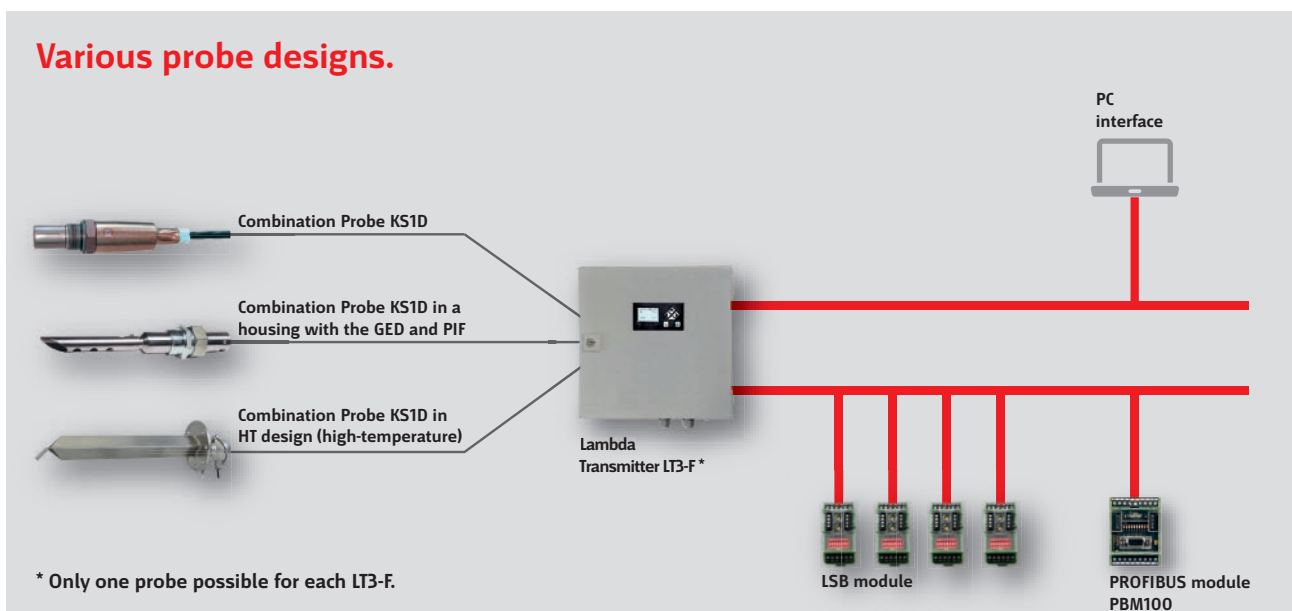 Various probe designs.
PC
interface
Combination Probe KS1D
Combination Probe KS1D in a
housing with the GED and PIF
Combination Probe KS1D in
HT design (high-temperature)
Lambda
Transmitter LT3-F *
LSB module
PROFIBUS module
PBM100
* Only one probe possible for each LT3-F.